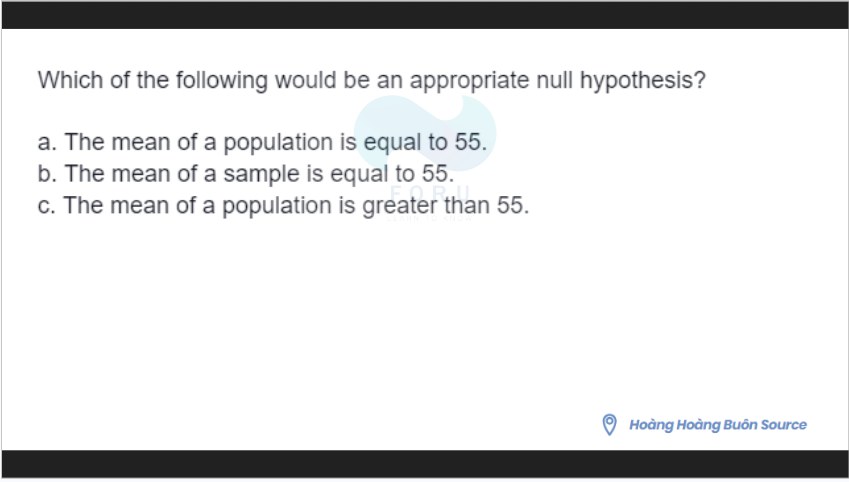 Which of the following would be an appropriate null hypothesis?
a. The mean of a population is equal to 55.
b. The mean of a sample is equal to 55.
c. The mean of a population is greater than 55.
FORU
Hoàng Hoàng Buôn Source